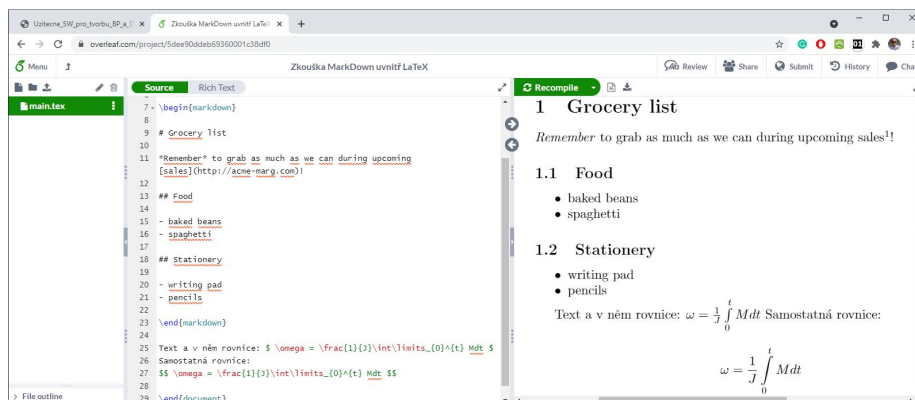 Uzitecne_SW_pro_tvorbu_BP_a_D
Zkouška MarkDown uvnitř LaTeX
overleaf.com/project/5dee90ddeb69360001c38df0
01
Menu
Zkouška MarkDown uvnitř LaTeX
Review
Share
Submit
History
Chat
main.tex
Source
Rich Text
Recompile
7 \begin{markdown}
8
9 # Grocery list
10
11 *Remember* to grab as much as we can during upcoming
[sales](http://acme-marg.com)!
12
13 ## Food
14
15 - baked beans
16 - spaghetti
17
18 ## Stationery
19
20 - writing pad
21 - pencils
22
23 \end{markdown}
24
25 Text a v něm rovnice: $ \omega = \frac{1}{J}\int\limits_{0}^{t} Mdt $
26 Samostatná rovnice:
27 $$ \omega = \frac{1}{J}\int\limits_{0}^{t} Mdt $$
28
29 \end{document}
File outline
1 Grocery list
Remember to grab as much as we can during upcoming sales¹!
1.1 Food
• baked beans
• spaghetti
1.2 Stationery
• writing pad
• pencils
Text a v něm rovnice: ω = 1/J ∫₀ᵗ Mdt Samostatná rovnice:
ω = 1/J ∫₀ᵗ Mdt